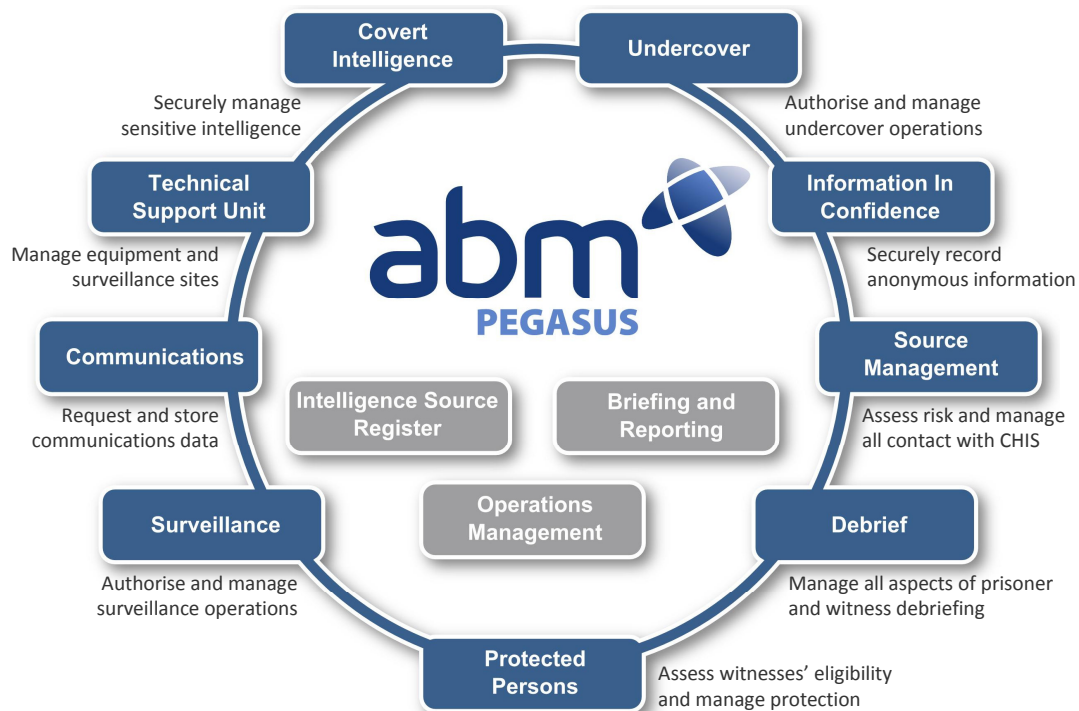 Covert
Intelligence
Undercover
Securely manage
sensitive intelligence
Authorise and manage
undercover operations
Technical
Support Unit
Information In
Confidence
Manage equipment and
surveillance sites
Securely record
anonymous information
abm
PEGASUS
Communications
Source
Management
Request and store
communications data
Intelligence Source
Register
Briefing and
Reporting
Assess risk and manage
all contact with CHIS
Surveillance
Operations
Management
Debrief
Authorise and manage
surveillance operations
Manage all aspects of prisoner
and witness debriefing
Protected
Persons
Assess witnesses’ eligibility
and manage protection